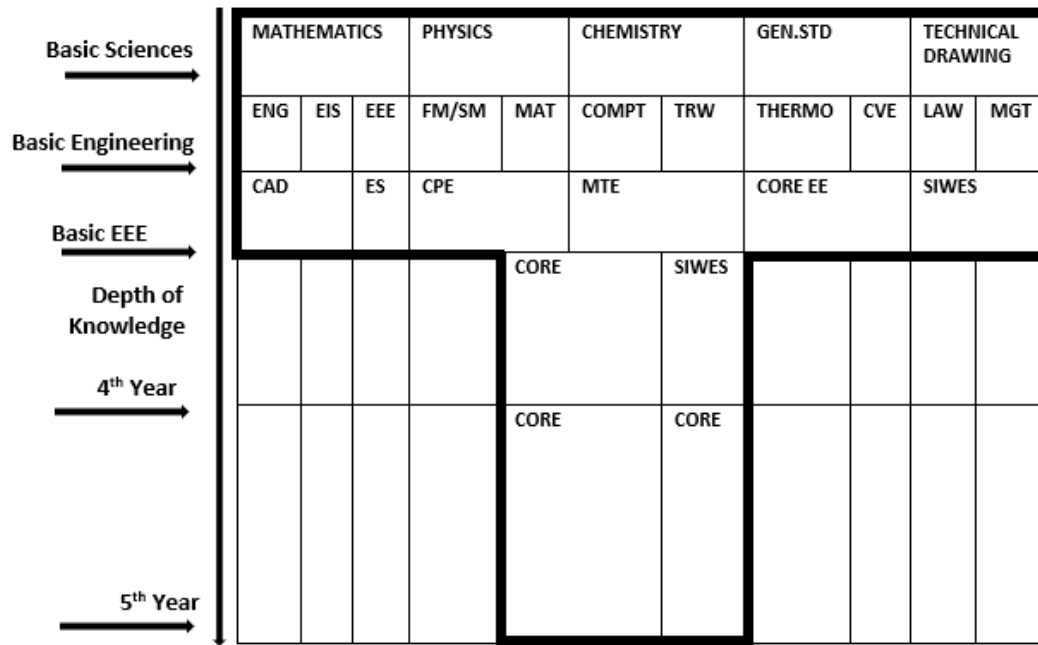 Basic Sciences
MATHEMATICS PHYSICS CHEMISTRY GEN.STD TECHNICAL
DRAWING
Basic Engineering
ENG EIS EEE FM/SM MAT COMPT TRW THERMO CVE LAW MGT
Basic EEE
CAD ES CPE MTE CORE EE SIWES
Depth of
Knowledge
CORE SIWES
4th Year
CORE CORE
5th Year